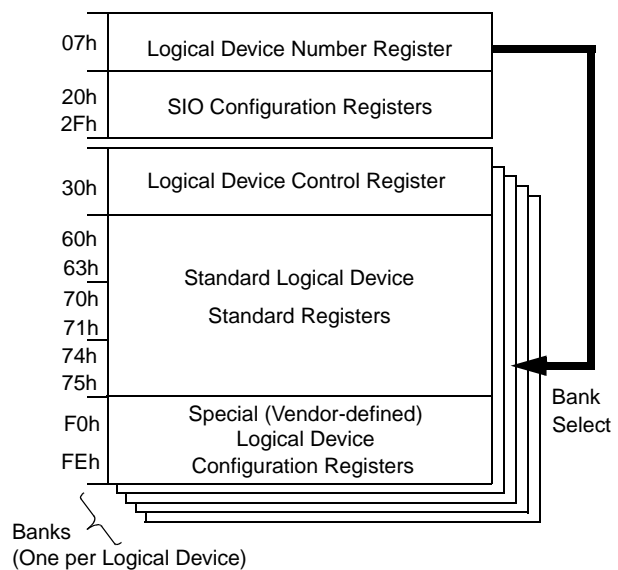 07h
Logical Device Number Register
20h
2Fh
SIO Configuration Registers
30h
Logical Device Control Register
60h
63h
70h
71h
74h
75h
Standard Logical Device
Standard Registers
Bank
Select
F0h
FEh
Special (Vendor-defined)
Logical Device
Configuration Registers
Banks
(One per Logical Device)